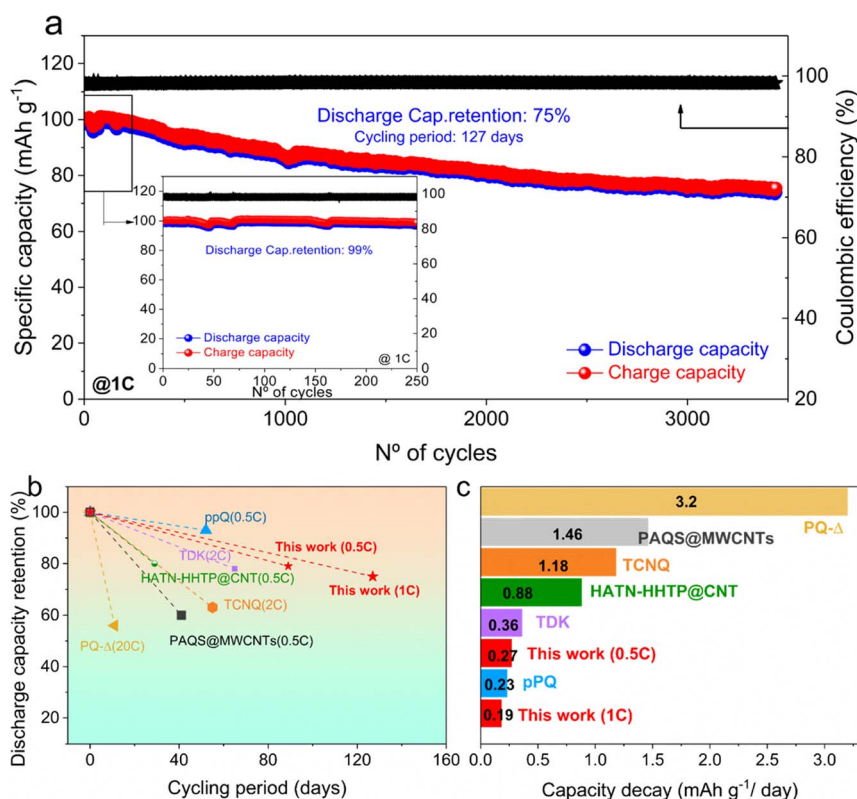 a
Specific capacity (mAh g⁻¹)
120
100
80
60
40
20
0
Discharge Cap.retention: 75%
Cycling period: 127 days
120
100
80
60
40
20
0
Discharge Cap.retention: 99%
Discharge capacity
Charge capacity
@ 1C
100
80
60
40
20
0
0 50 100 150 200 250
Nº of cycles
@1C
Discharge capacity
Charge capacity
100
80
60
40
20
Coulombic efficiency (%)
0 1000 2000 3000
Nº of cycles
b
Discharge capacity retention (%)
100
80
60
40
20
ppQ(0.5C)
TDK(2C)
This work (0.5C)
HATN-HHTP@CNT(0.5C)
This work (1C)
TCNQ(2C)
PAQS@MWCNTs(0.5C)
PQ-Δ(20C)
0 40 80 120 160
Cycling period (days)
c
3.2
PQ-Δ
1.46
PAQS@MWCNTs
1.18
TCNQ
0.88
HATN-HHTP@CNT
0.36
TDK
0.27
This work (0.5C)
0.23
pPQ
0.19
This work (1C)
0.0 0.5 1.0 1.5 2.0 2.5 3.0
Capacity decay (mAh g⁻¹/ day)